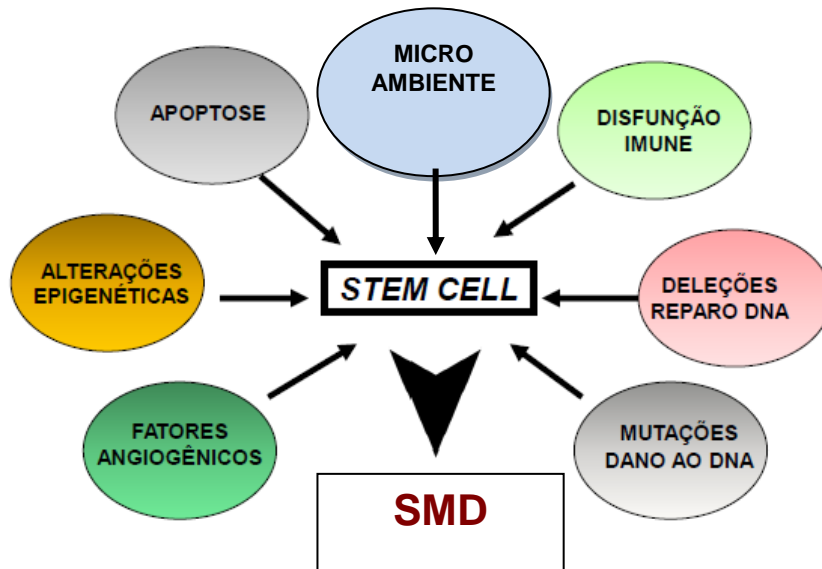 MICRO
AMBIENTE
APOPTOSE
DISFUNÇÃO
IMUNE
ALTERAÇÕES
EPIGENÉTICAS
STEM CELL
DELEÇÕES
REPARO DNA
FATORES
ANGIOGÊNICOS
MUTAÇÕES
DANO AO DNA
SMD